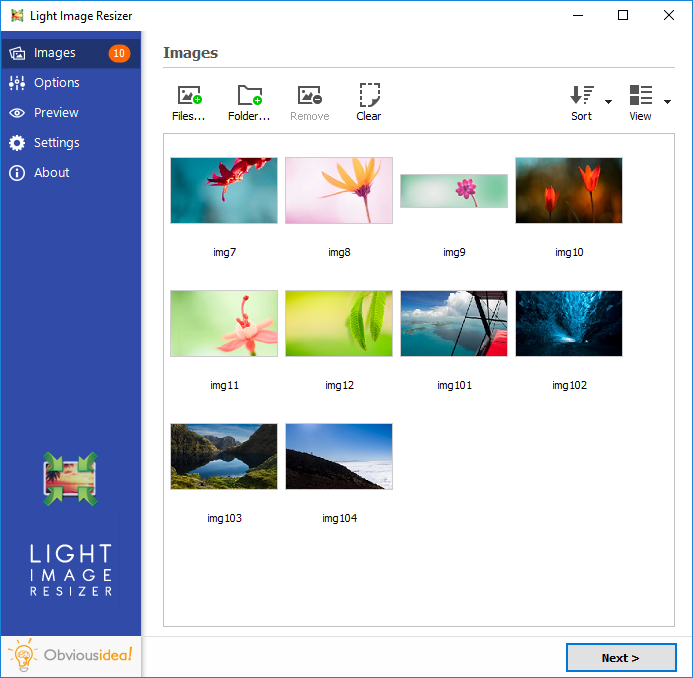 Light Image Resizer
Images 10
Options
Preview
Settings
About
LIGHT
IMAGE
RESIZER
Obviousidea!
Images
Files... Folder... Remove Clear Sort View
img7 img8 img9 img10
img11 img12 img101 img102
img103 img104
Next >